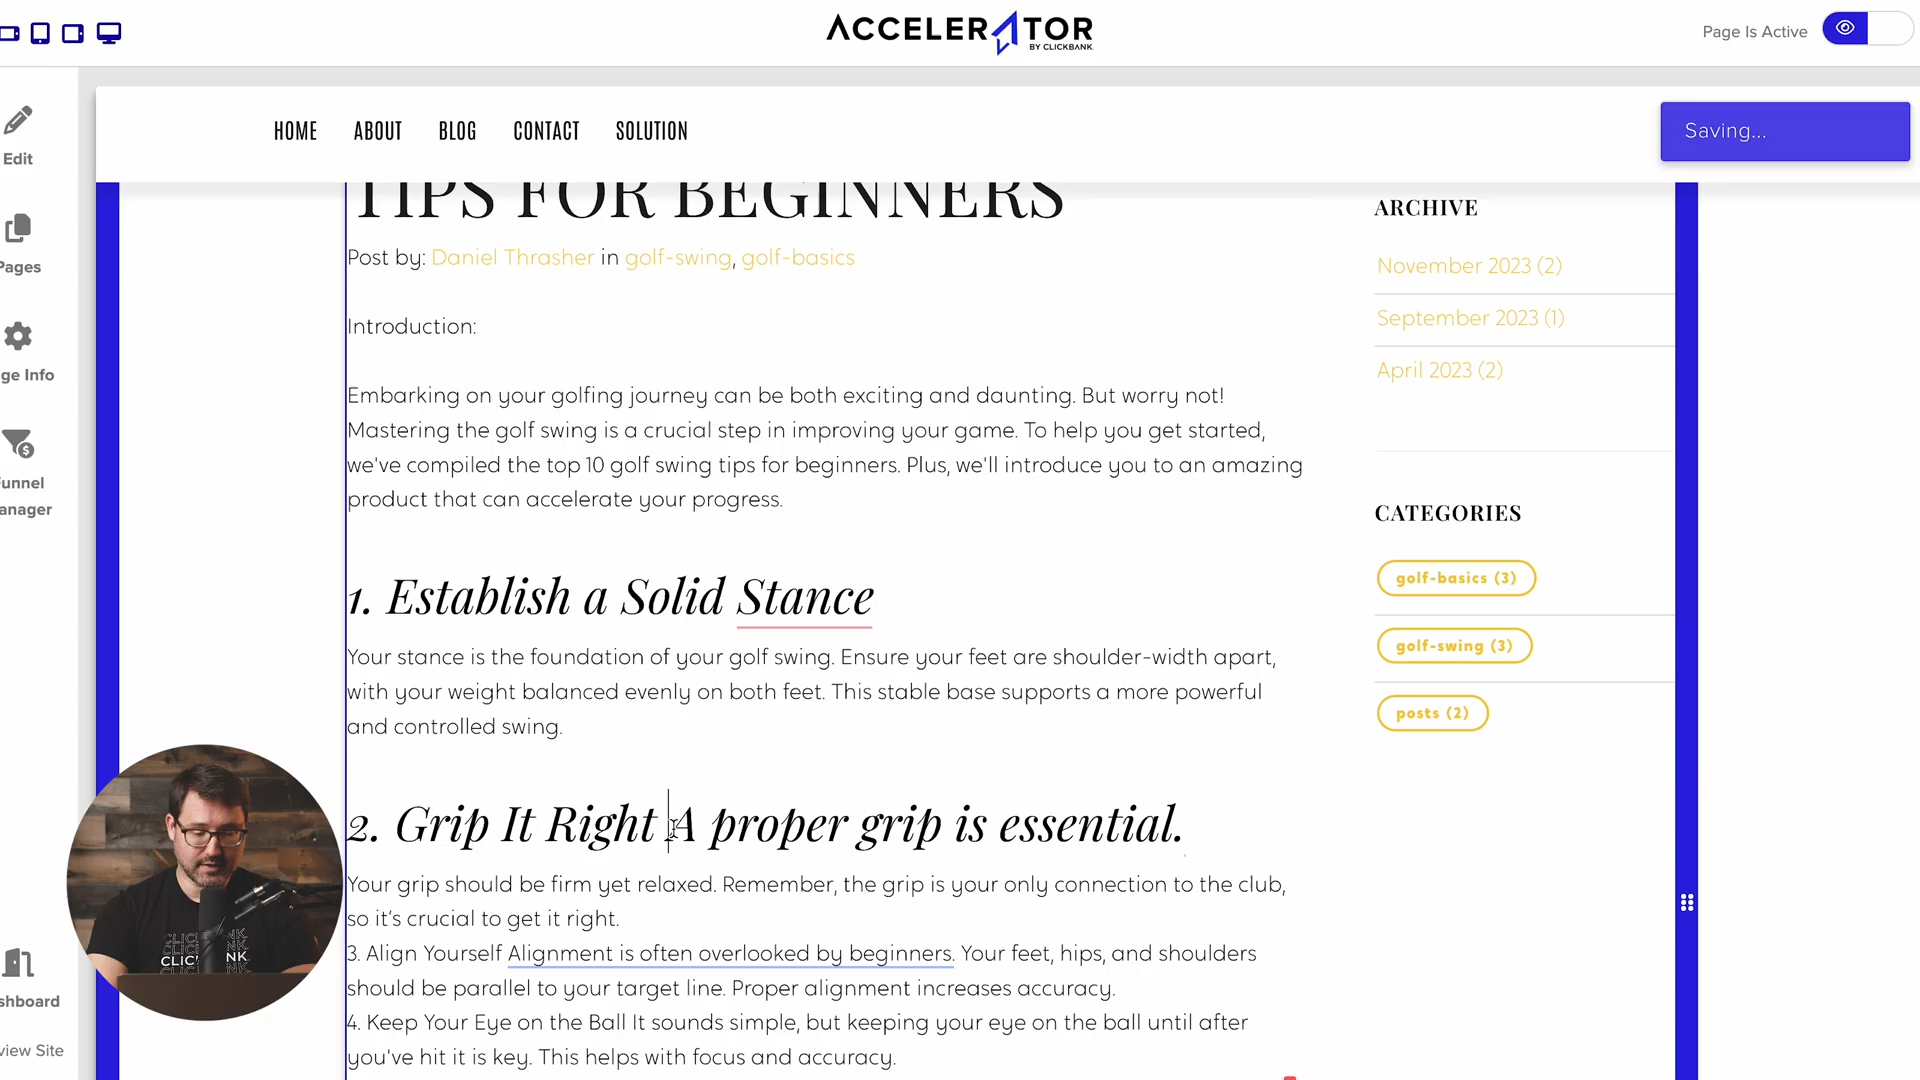 ACCELERATOR
BY CLICKBANK
Page Is Active
HOME
ABOUT
BLOG
CONTACT
SOLUTION
Saving...
Edit
Pages
ge Info
unnel
anager
shboard
view Site
TIPS FOR BEGINNERS
Post by: Daniel Thrasher in golf-swing, golf-basics
Introduction:
Embarking on your golfing journey can be both exciting and daunting. But worry not!
Mastering the golf swing is a crucial step in improving your game. To help you get started,
we've compiled the top 10 golf swing tips for beginners. Plus, we'll introduce you to an amazing
product that can accelerate your progress.
1. Establish a Solid Stance
Your stance is the foundation of your golf swing. Ensure your feet are shoulder-width apart,
with your weight balanced evenly on both feet. This stable base supports a more powerful
and controlled swing.
2. Grip It Right A proper grip is essential.
Your grip should be firm yet relaxed. Remember, the grip is your only connection to the club,
so it's crucial to get it right.
3. Align Yourself Alignment is often overlooked by beginners. Your feet, hips, and shoulders
should be parallel to your target line. Proper alignment increases accuracy.
4. Keep Your Eye on the Ball It sounds simple, but keeping your eye on the ball until after
you've hit it is key. This helps with focus and accuracy.
ARCHIVE
November 2023 (2)
September 2023 (1)
April 2023 (2)
CATEGORIES
golf-basics (3)
golf-swing (3)
posts (2)